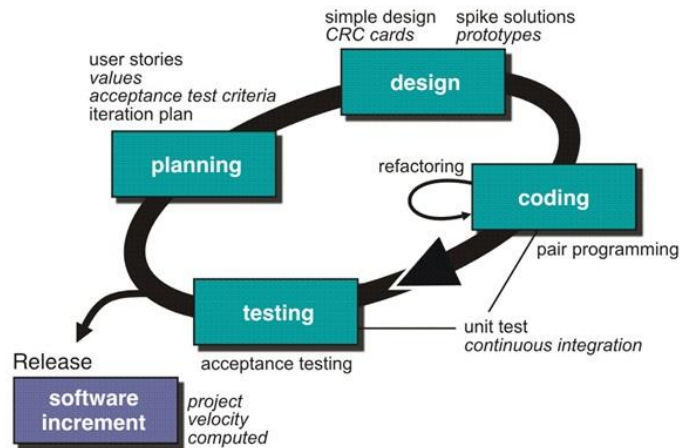 simple design
CRC cards
spike solutions
prototypes
user stories
values
acceptance test criteria
iteration plan
design
planning
refactoring
coding
pair programming
testing
unit test
continuous integration
acceptance testing
Release
software
increment
project
velocity
computed